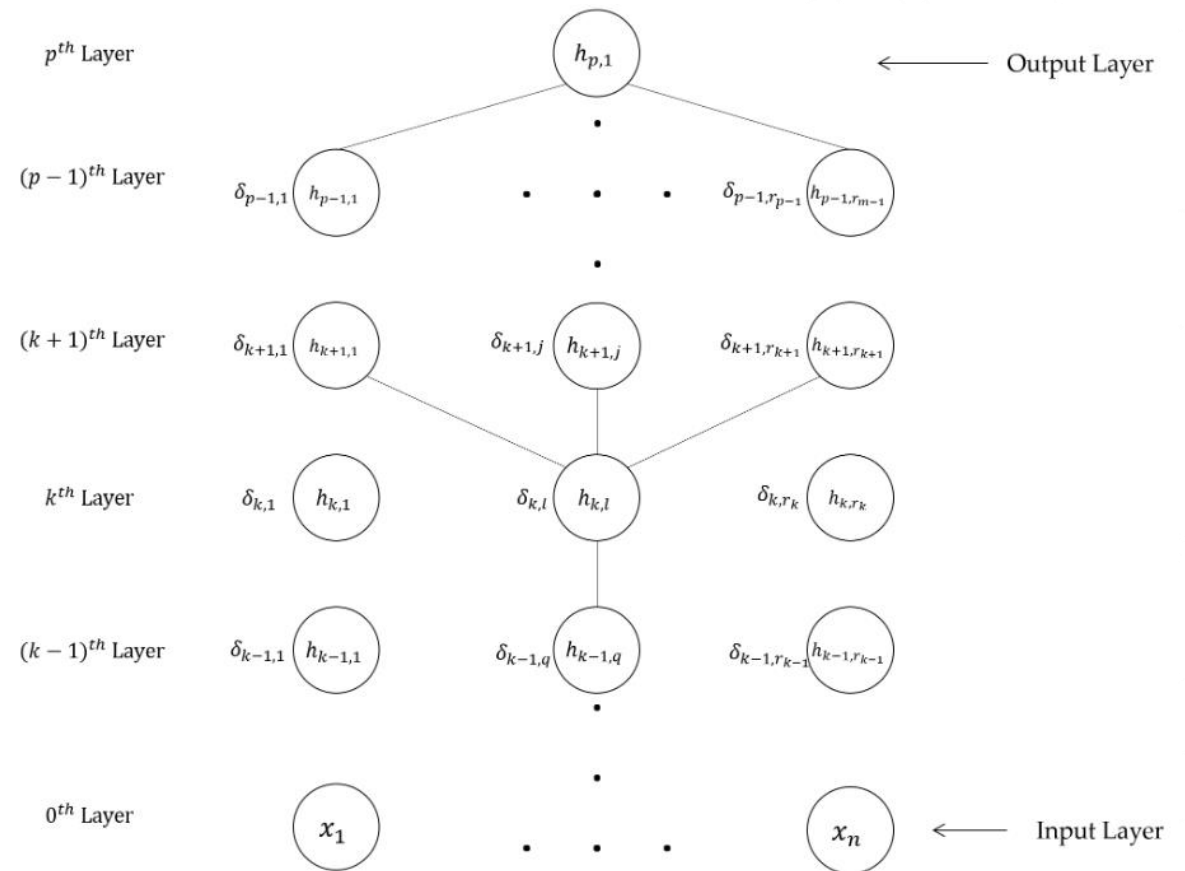 pᵗʰ Layer h_{p,1} ← Output Layer
(p − 1)ᵗʰ Layer δ_{p−1,1} h_{p−1,1} . . . δ_{p−1,r_{p−1}} h_{p−1,r_{m−1}}
(k + 1)ᵗʰ Layer δ_{k+1,1} h_{k+1,1} δ_{k+1,j} h_{k+1,j} δ_{k+1,r_{k+1}} h_{k+1,r_{k+1}}
kᵗʰ Layer δ_{k,1} h_{k,1} δ_{k,l} h_{k,l} δ_{k,r_k} h_{k,r_k}
(k − 1)ᵗʰ Layer δ_{k−1,1} h_{k−1,1} δ_{k−1,q} h_{k−1,q} δ_{k−1,r_{k−1}} h_{k−1,r_{k−1}}
0ᵗʰ Layer x_1 . . . x_n ← Input Layer